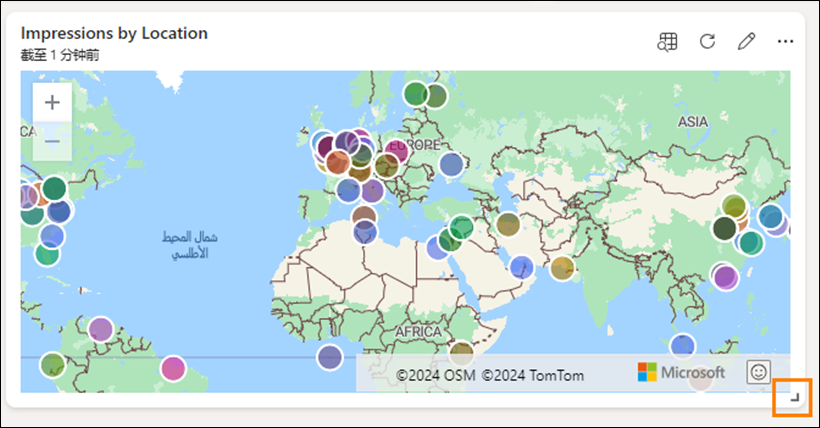 Impressions by Location
截至 1 分钟前
CA
ASIA
EUROPE
شمال المحيط
الأطلسي
AFRICA
©2024 OSM ©2024 TomTom
Microsoft